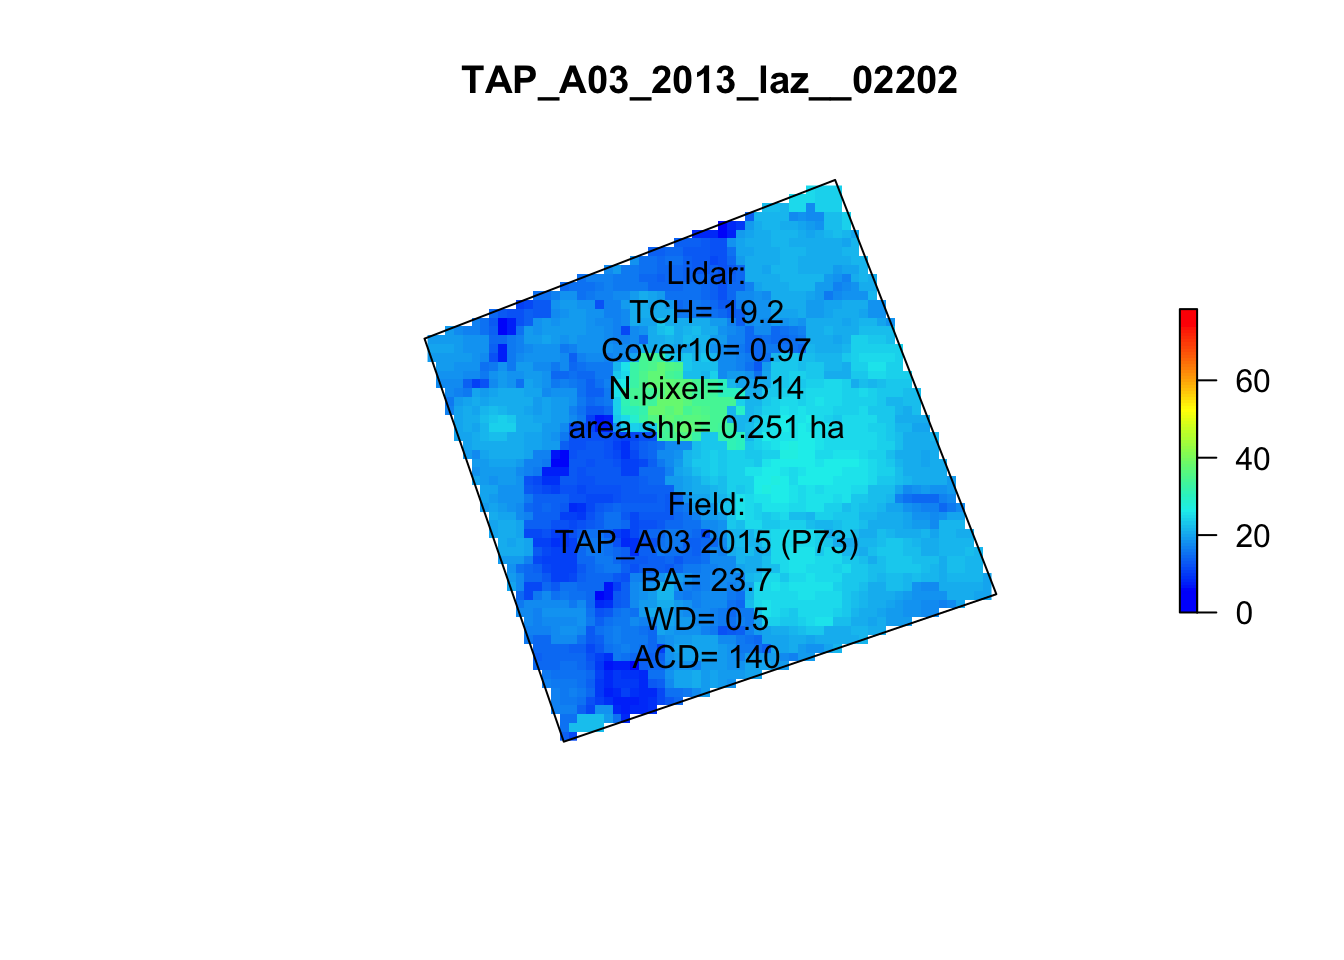 TAP_A03_2013_laz__02202
Lidar:
TCH= 19.2
Cover10= 0.97
N.pixel= 2514
area.shp= 0.251 ha
Field:
TAP_A03 2015 (P73)
BA= 23.7
WD= 0.5
ACD= 140
60
40
20
0